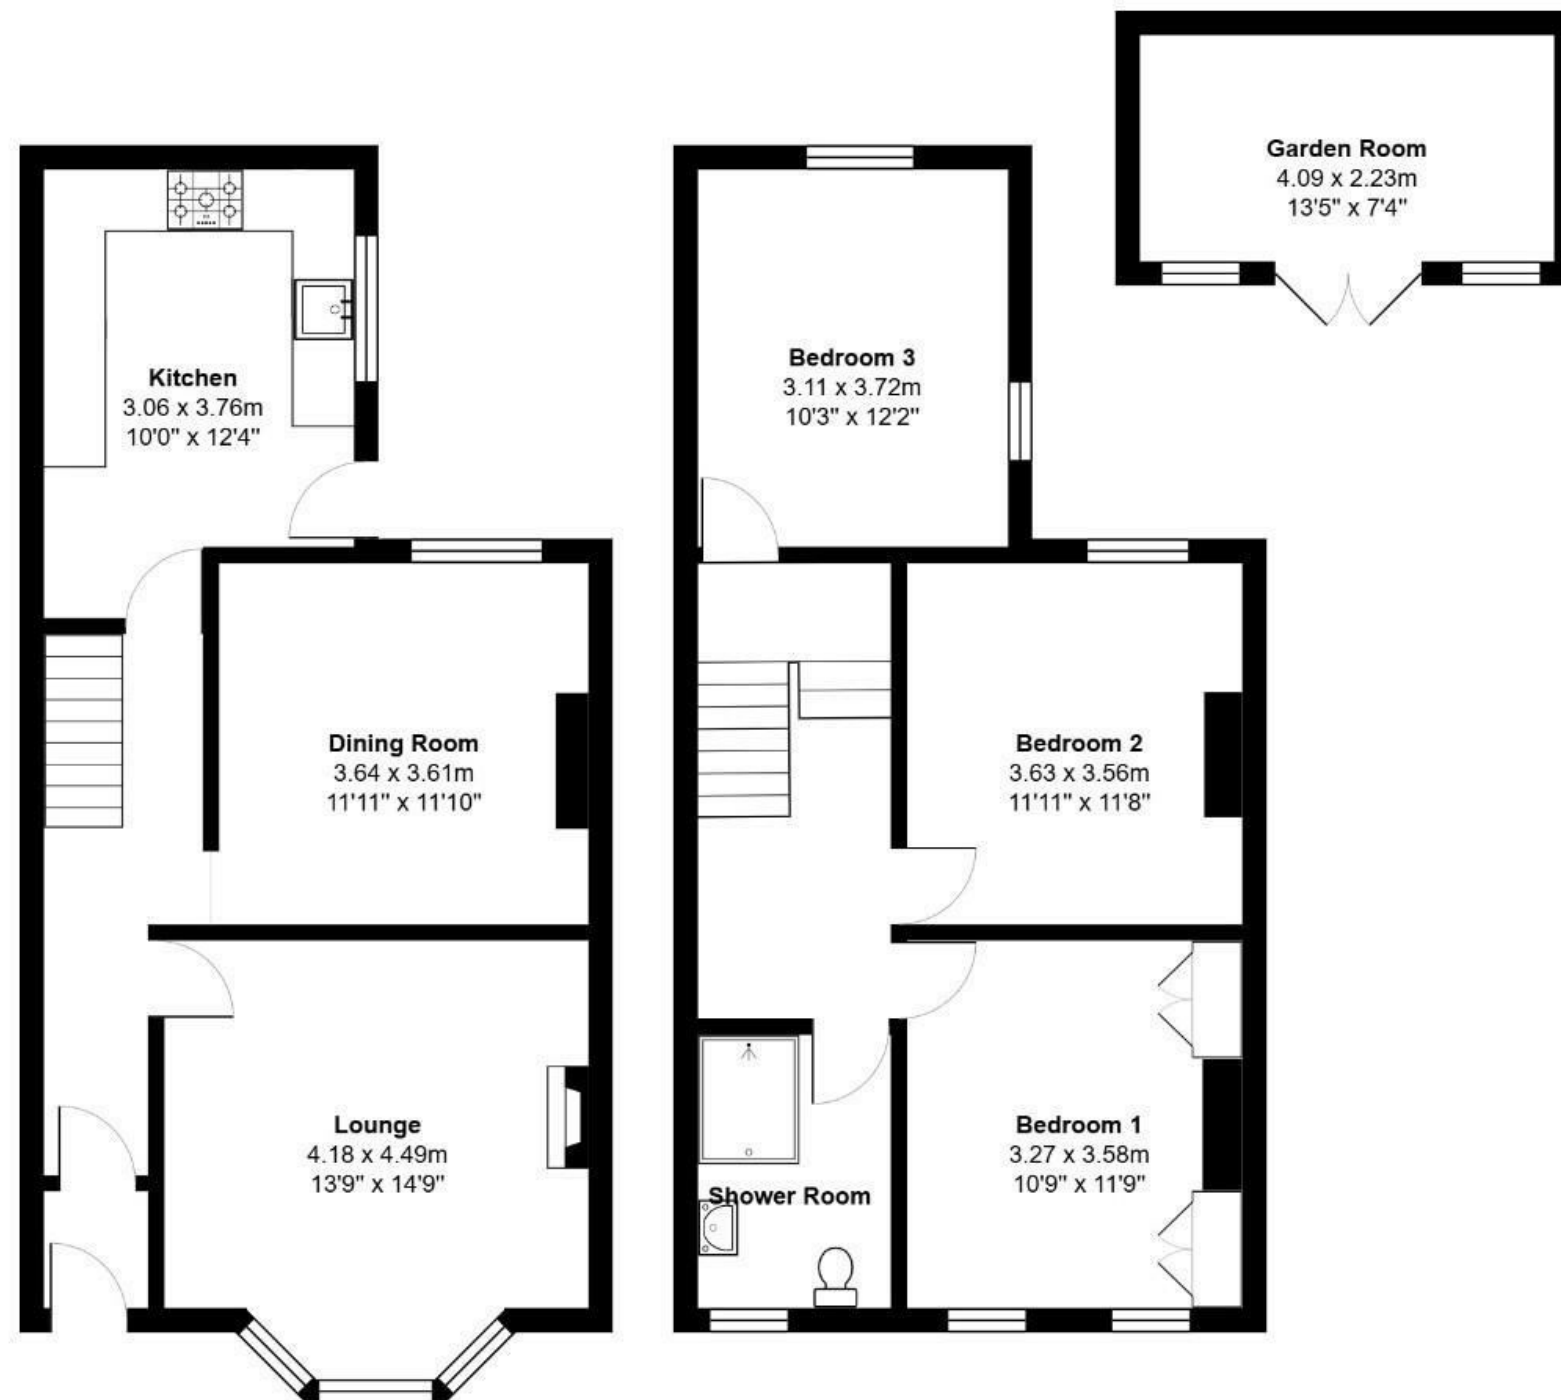 Garden Room
4.09 x 2.23m
13'5" x 7'4"
Kitchen
3.06 x 3.76m
10'0" x 12'4"
Bedroom 3
3.11 x 3.72m
10'3" x 12'2"
Dining Room
3.64 x 3.61m
11'11" x 11'10"
Bedroom 2
3.63 x 3.56m
11'11" x 11'8"
Lounge
4.18 x 4.49m
13'9" x 14'9"
Shower Room
Bedroom 1
3.27 x 3.58m
10'9" x 11'9"